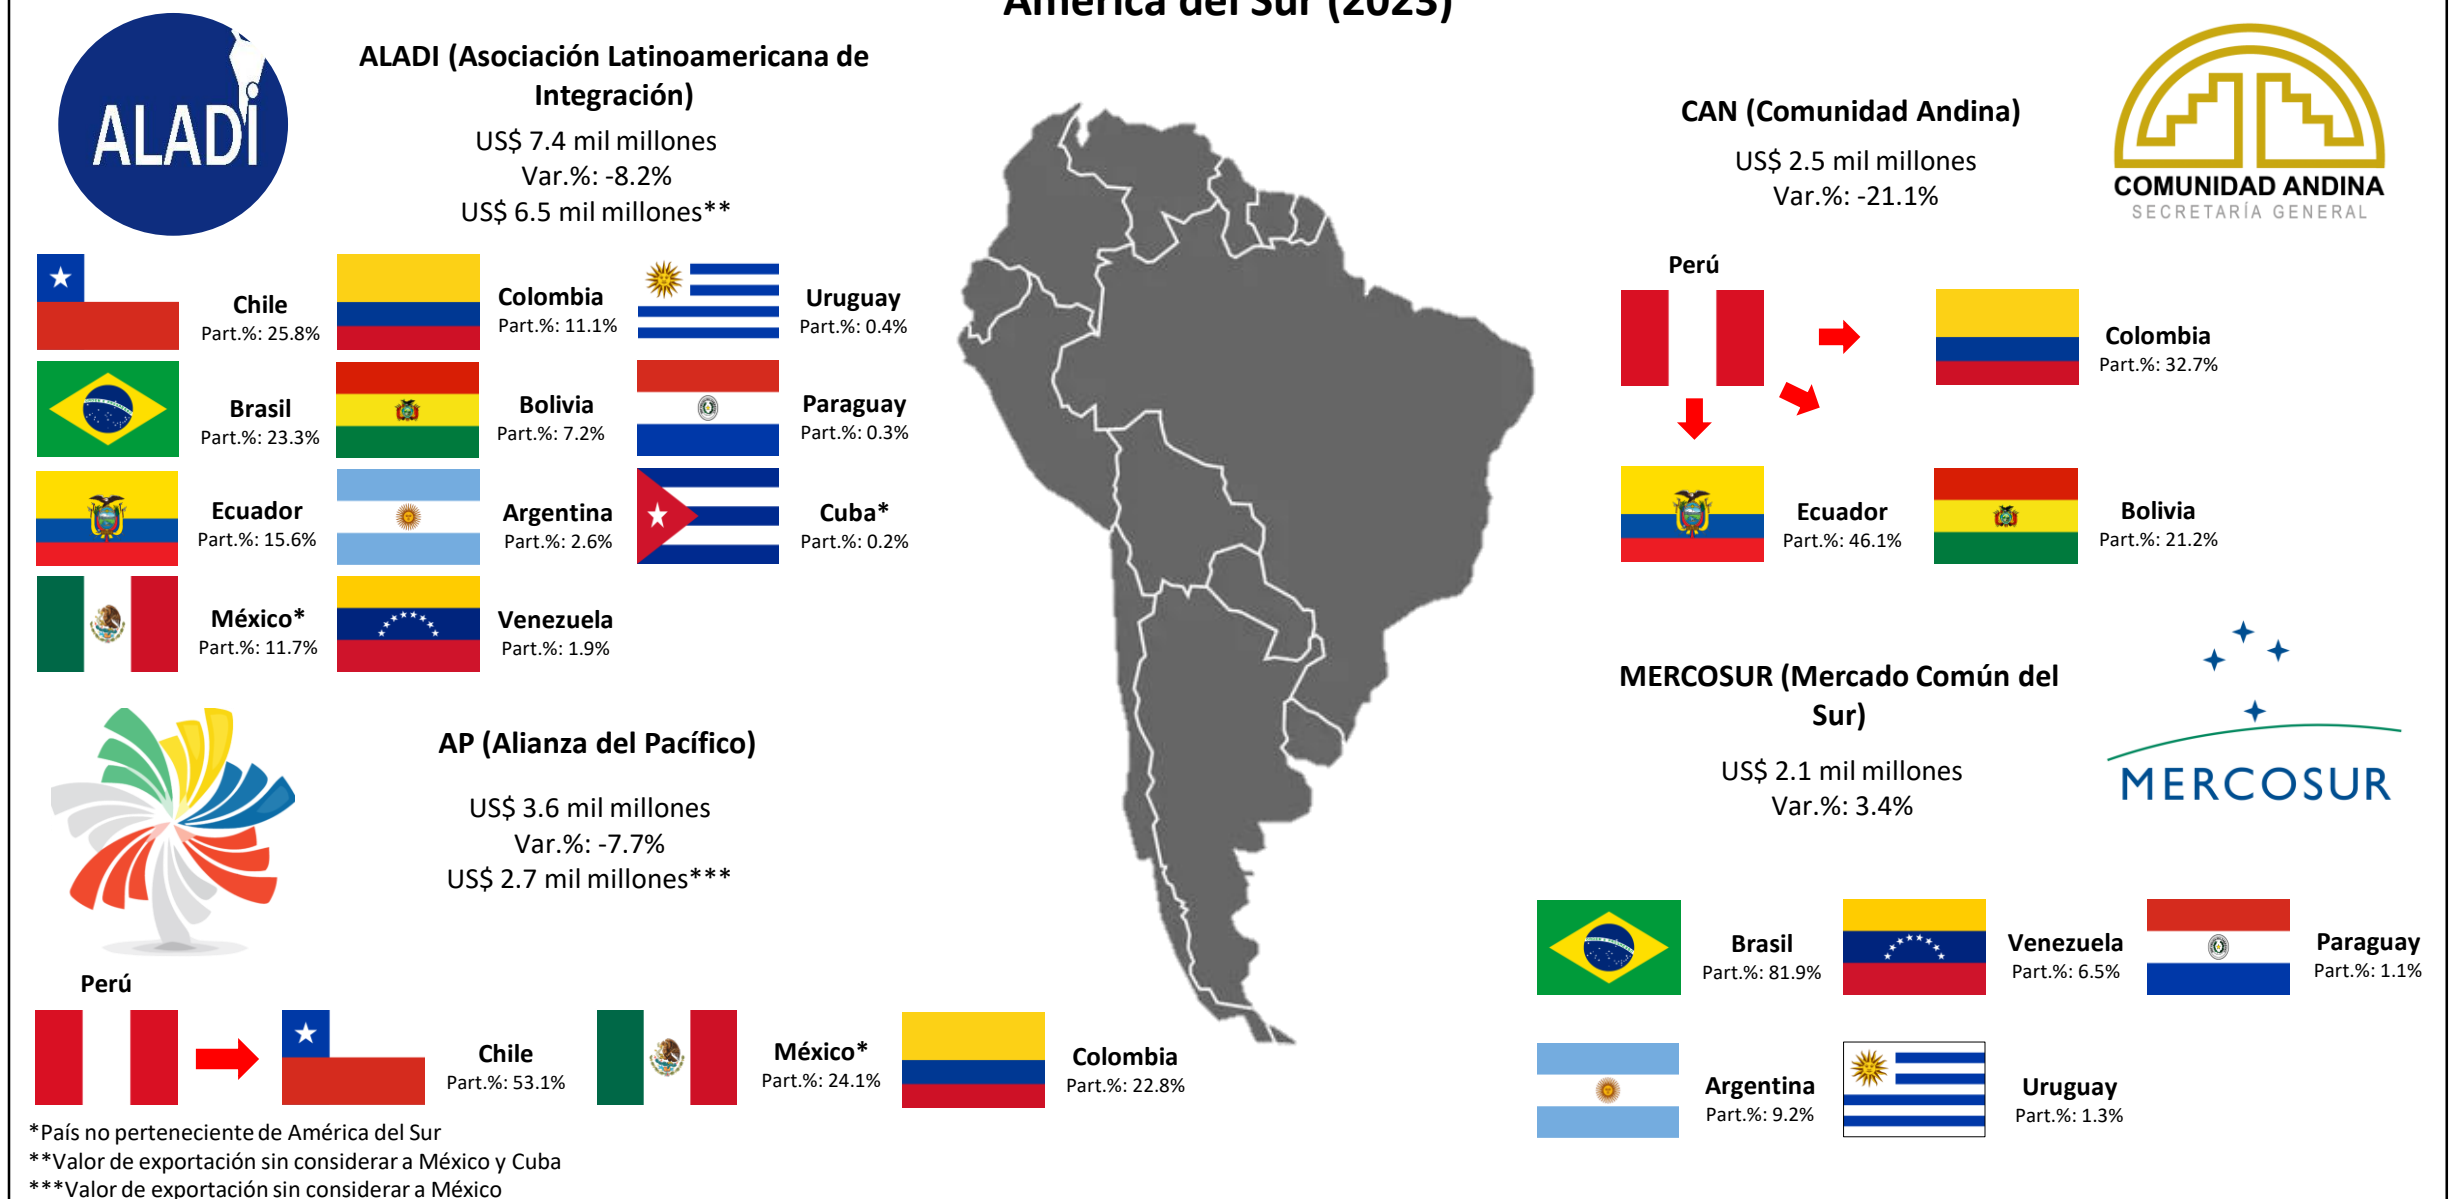 América del Sur (2023)
ALADI
ALADI (Asociación Latinoamericana de
Integración)
US$ 7.4 mil millones
Var.%: -8.2%
US$ 6.5 mil millones**
Chile
Part.%: 25.8%
Colombia
Part.%: 11.1%
Uruguay
Part.%: 0.4%
Brasil
Part.%: 23.3%
Bolivia
Part.%: 7.2%
Paraguay
Part.%: 0.3%
Ecuador
Part.%: 15.6%
Argentina
Part.%: 2.6%
Cuba*
Part.%: 0.2%
México*
Part.%: 11.7%
Venezuela
Part.%: 1.9%
AP (Alianza del Pacífico)
US$ 3.6 mil millones
Var.%: -7.7%
US$ 2.7 mil millones***
Perú
Chile
Part.%: 53.1%
México*
Part.%: 24.1%
Colombia
Part.%: 22.8%
*País no perteneciente de América del Sur
**Valor de exportación sin considerar a México y Cuba
***Valor de exportación sin considerar a México
CAN (Comunidad Andina)
US$ 2.5 mil millones
Var.%: -21.1%
COMUNIDAD ANDINA
SECRETARÍA GENERAL
Perú
Colombia
Part.%: 32.7%
Ecuador
Part.%: 46.1%
Bolivia
Part.%: 21.2%
MERCOSUR (Mercado Común del
Sur)
US$ 2.1 mil millones
Var.%: 3.4%
MERCOSUR
Brasil
Part.%: 81.9%
Venezuela
Part.%: 6.5%
Paraguay
Part.%: 1.1%
Argentina
Part.%: 9.2%
Uruguay
Part.%: 1.3%